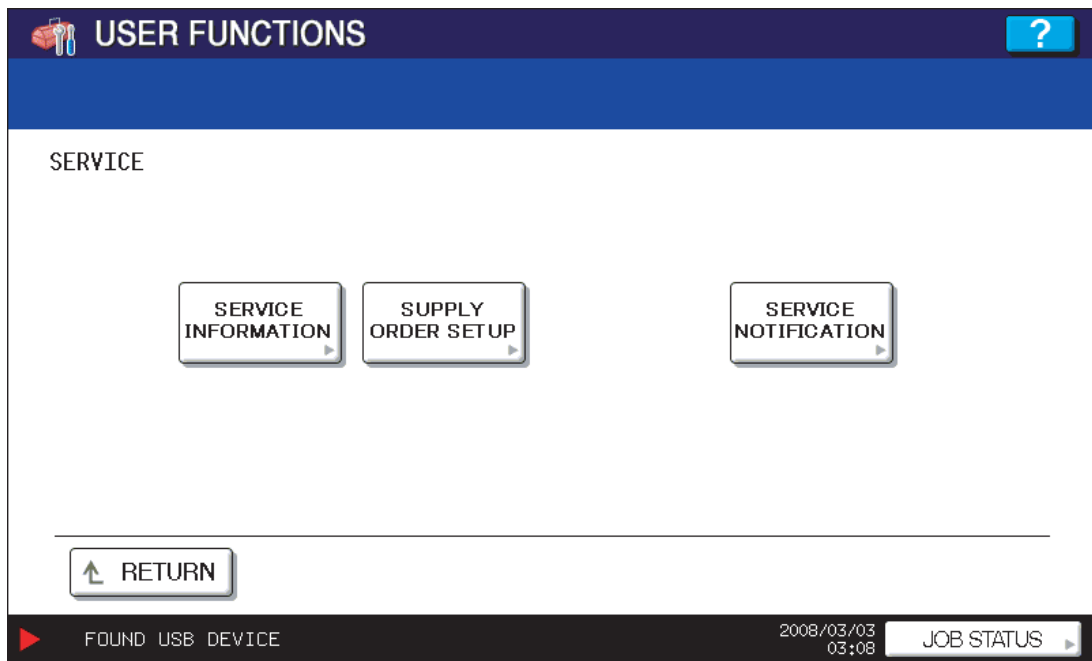 USER FUNCTIONS
?
SERVICE
SERVICE
INFORMATION
SUPPLY
ORDER SETUP
SERVICE
NOTIFICATION
RETURN
FOUND USB DEVICE
2008/03/03
03:08
JOB STATUS